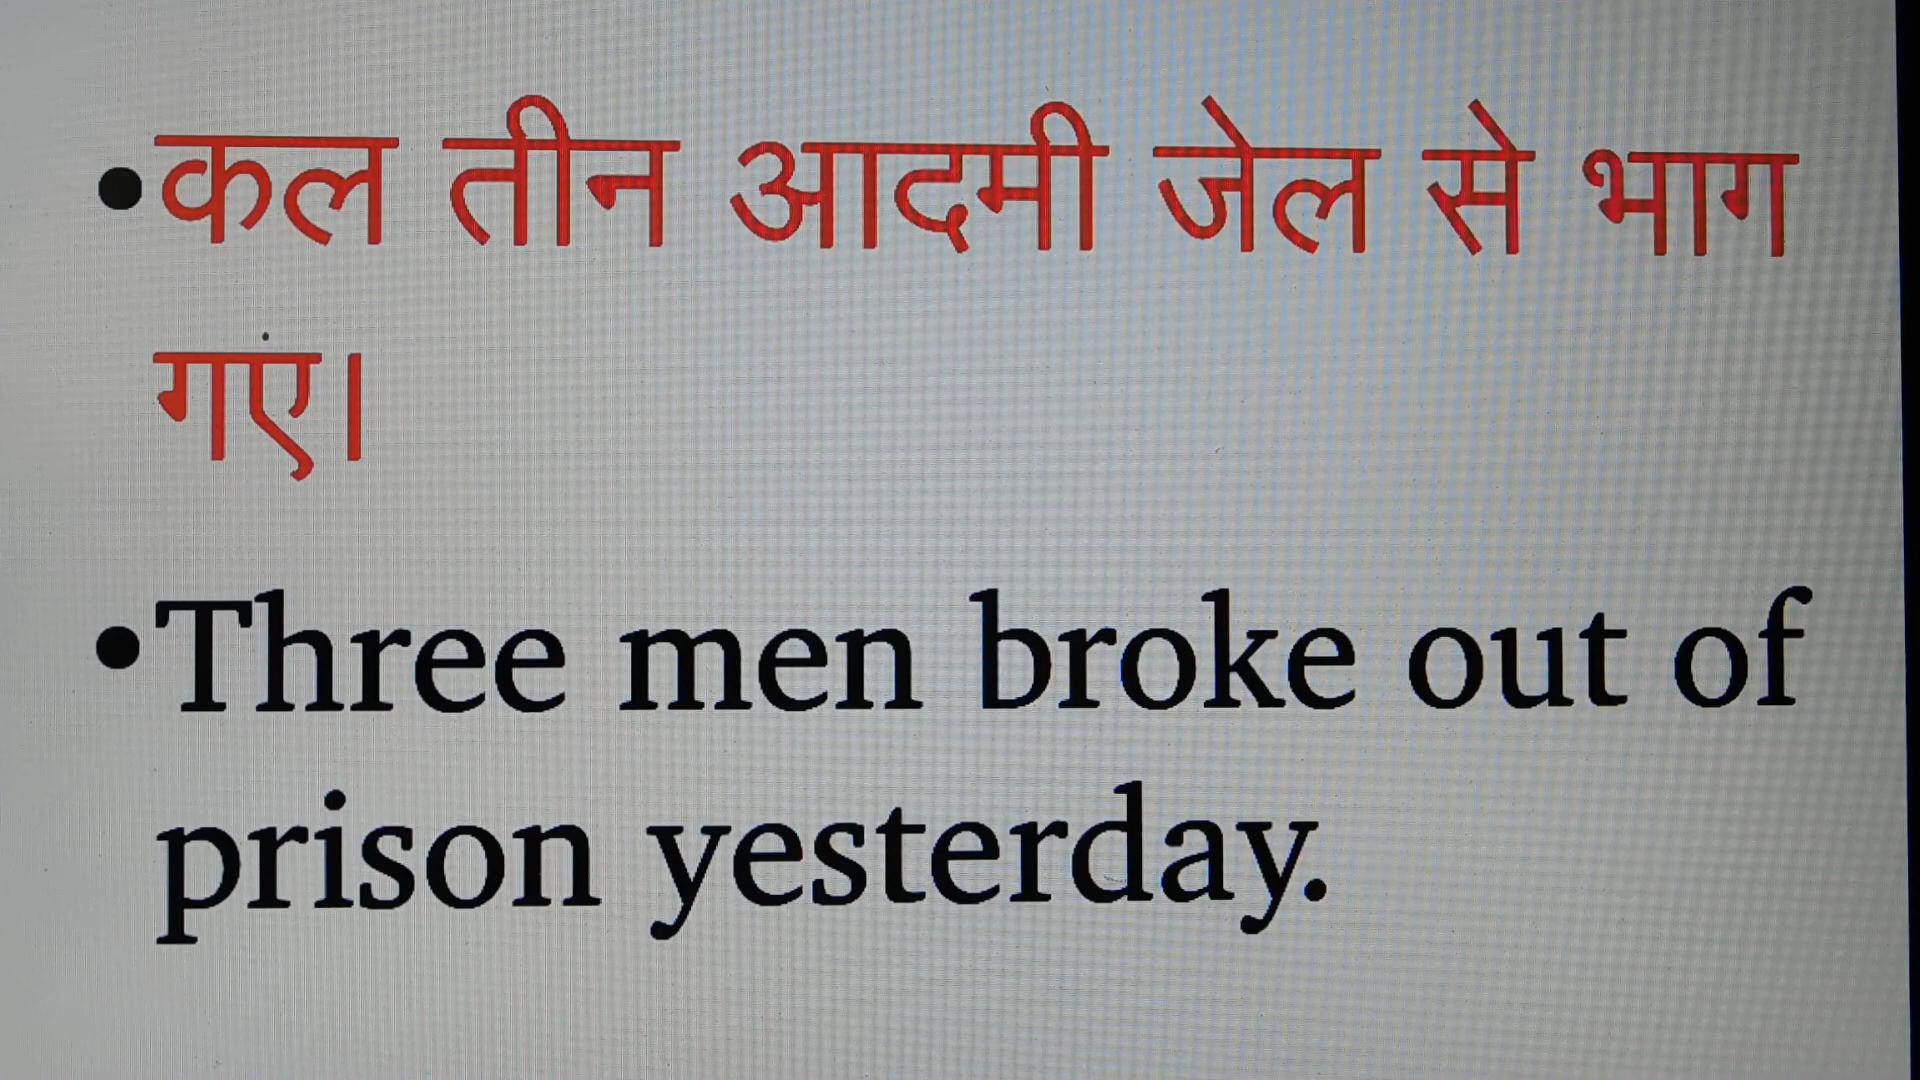 •कल तीन आदमी जेल से भाग
गए।
•Three men broke out of
prison yesterday.